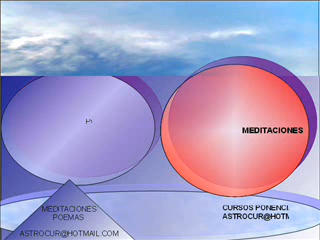 MEDITACIONES
MEDITACIONES
POEMAS
ASTROCUR@HOTMAIL.COM
CURSOS PONENCI.
ASTROCUR@HOTM